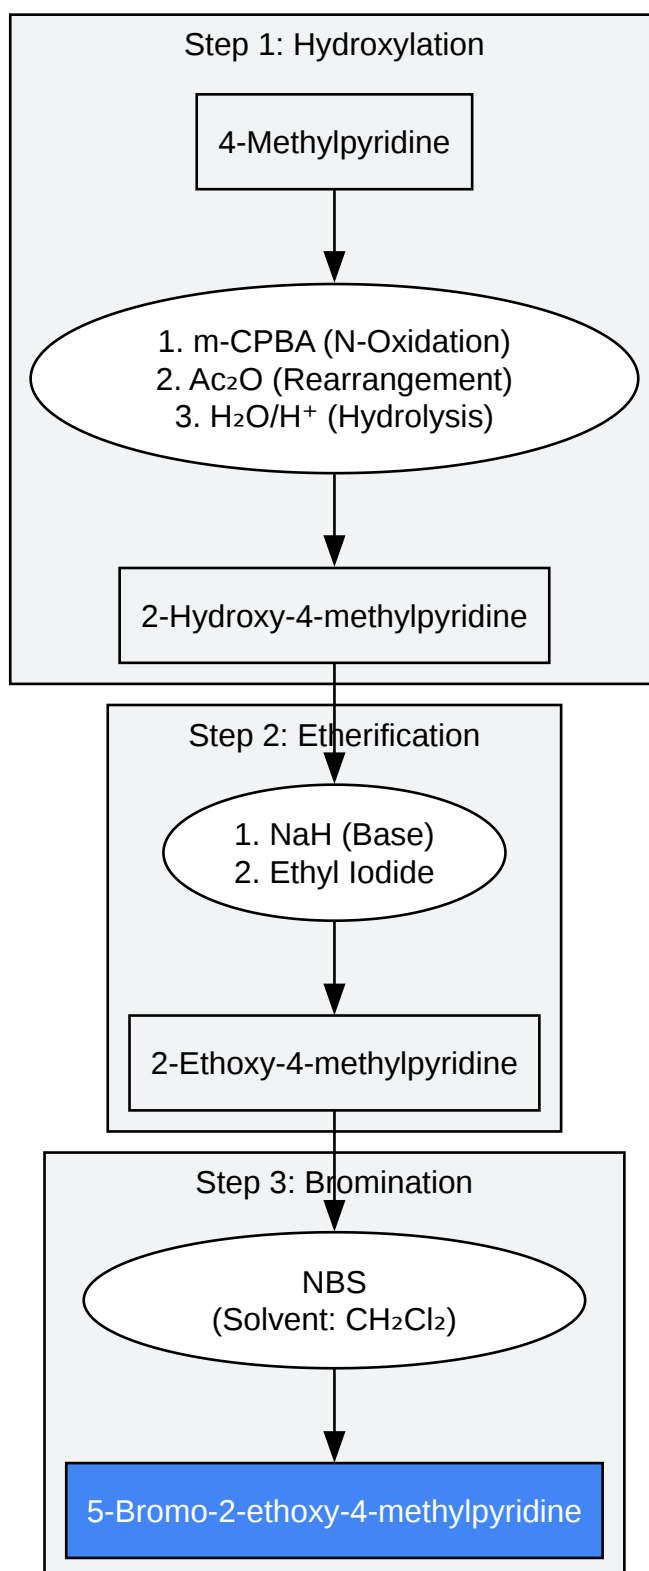 Step 1: Hydroxylation
4-Methylpyridine
1. m-CPBA (N-Oxidation)
2. Ac₂O (Rearrangement)
3. H₂O/H⁺ (Hydrolysis)
2-Hydroxy-4-methylpyridine
Step 2: Etherification
1. NaH (Base)
2. Ethyl Iodide
2-Ethoxy-4-methylpyridine
Step 3: Bromination
NBS
(Solvent: CH₂Cl₂)
5-Bromo-2-ethoxy-4-methylpyridine